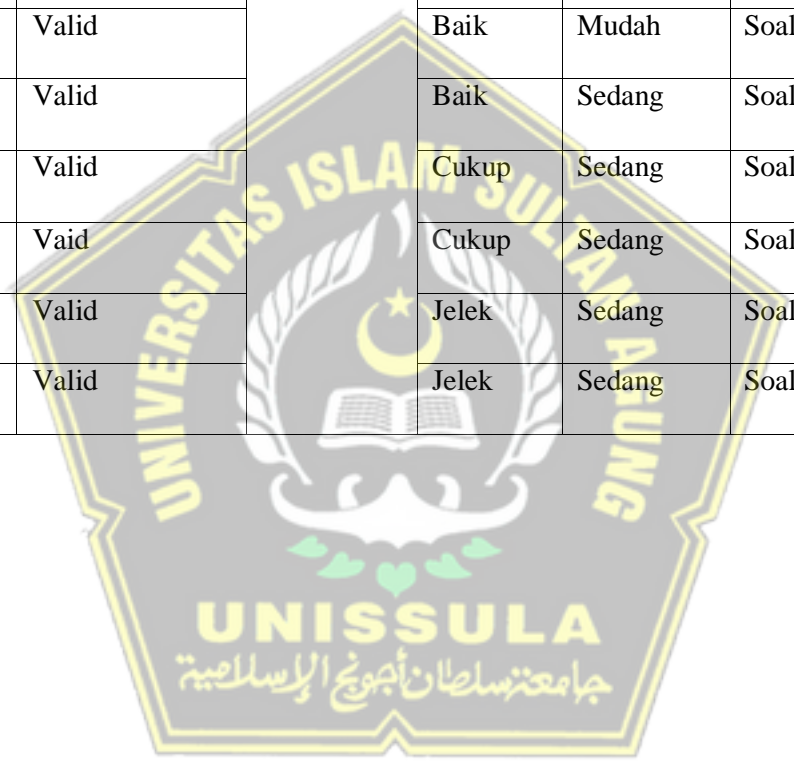 Valid Baik Mudah Soal
Valid Baik Sedang Soal
Valid Cukup Sedang Soal
Vaid Cukup Sedang Soal
Valid Jelek Sedang Soal
Valid Jelek Sedang Soal
UNIVERSITAS ISLAM SULTAN AGUNG
UNISSULA
جامعة سلطان أجونج الإسلامية